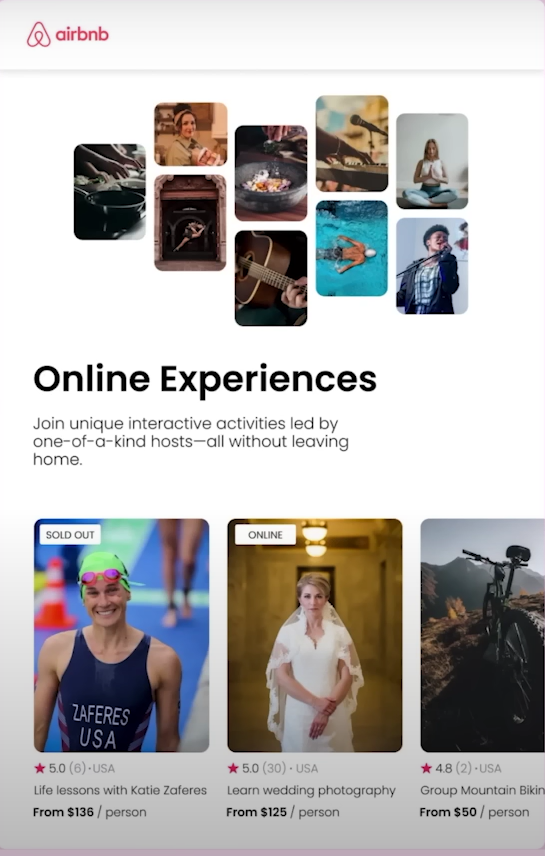 airbnb
Online Experiences
Join unique interactive activities led by
one-of-a-kind hosts—all without leaving
home.
SOLD OUT
ZAFERES
USA
5.0 (6) • USA
Life lessons with Katie Zaferes
From $136 / person
ONLINE
5.0 (30) • USA
Learn wedding photography
From $125 / person
4.8 (2) • USA
Group Mountain Bikin
From $50 / person